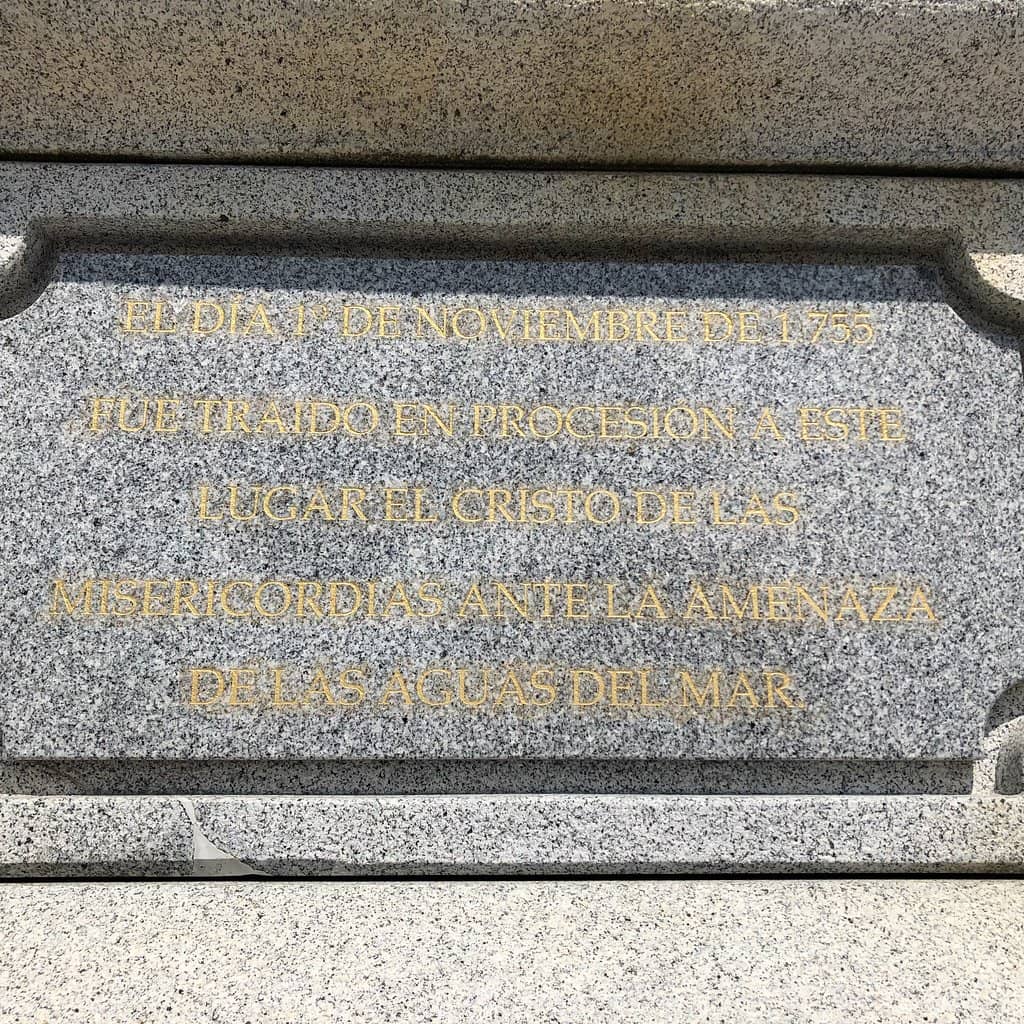 EL DÍA 1º DE NOVIEMBRE DE 1.755
FUE TRAIDO EN PROCESIÓN A ESTE
LUGAR EL CRISTO DE LAS
MISERICORDIAS ANTE LA AMENAZA
DE LAS AGUAS DEL MAR.